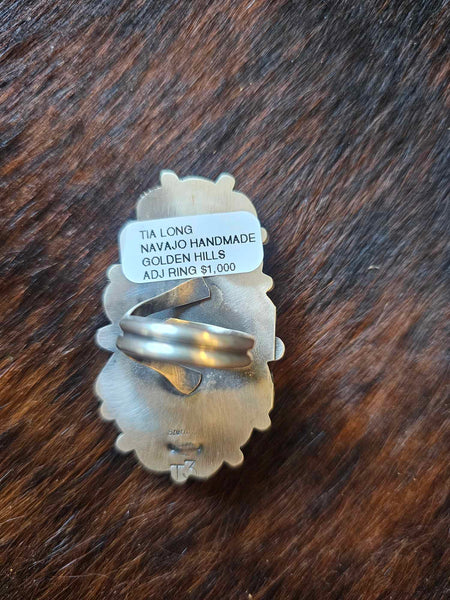 TIA LONG
NAVAJO HANDMADE
GOLDEN HILLS
ADJ RING $1,000